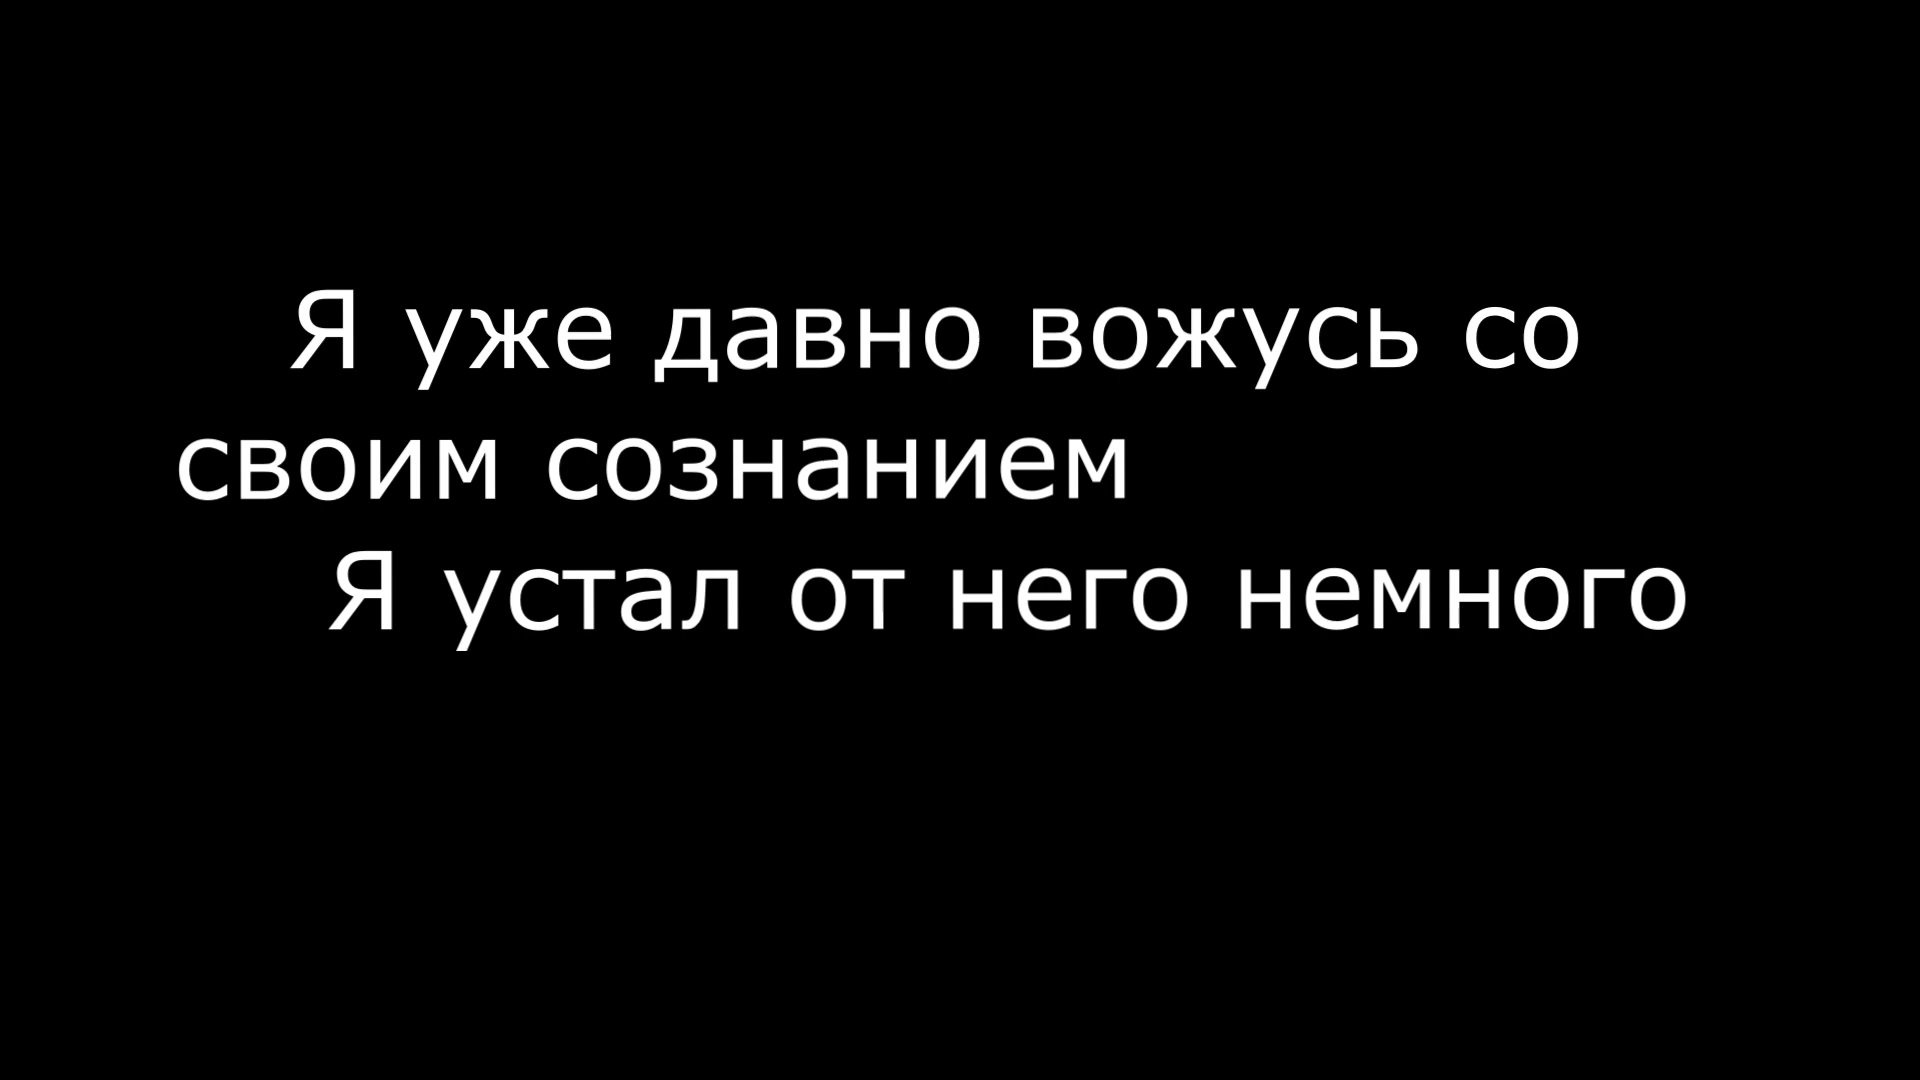 Я уже давно вожусь со
своим сознанием
Я устал от него немного